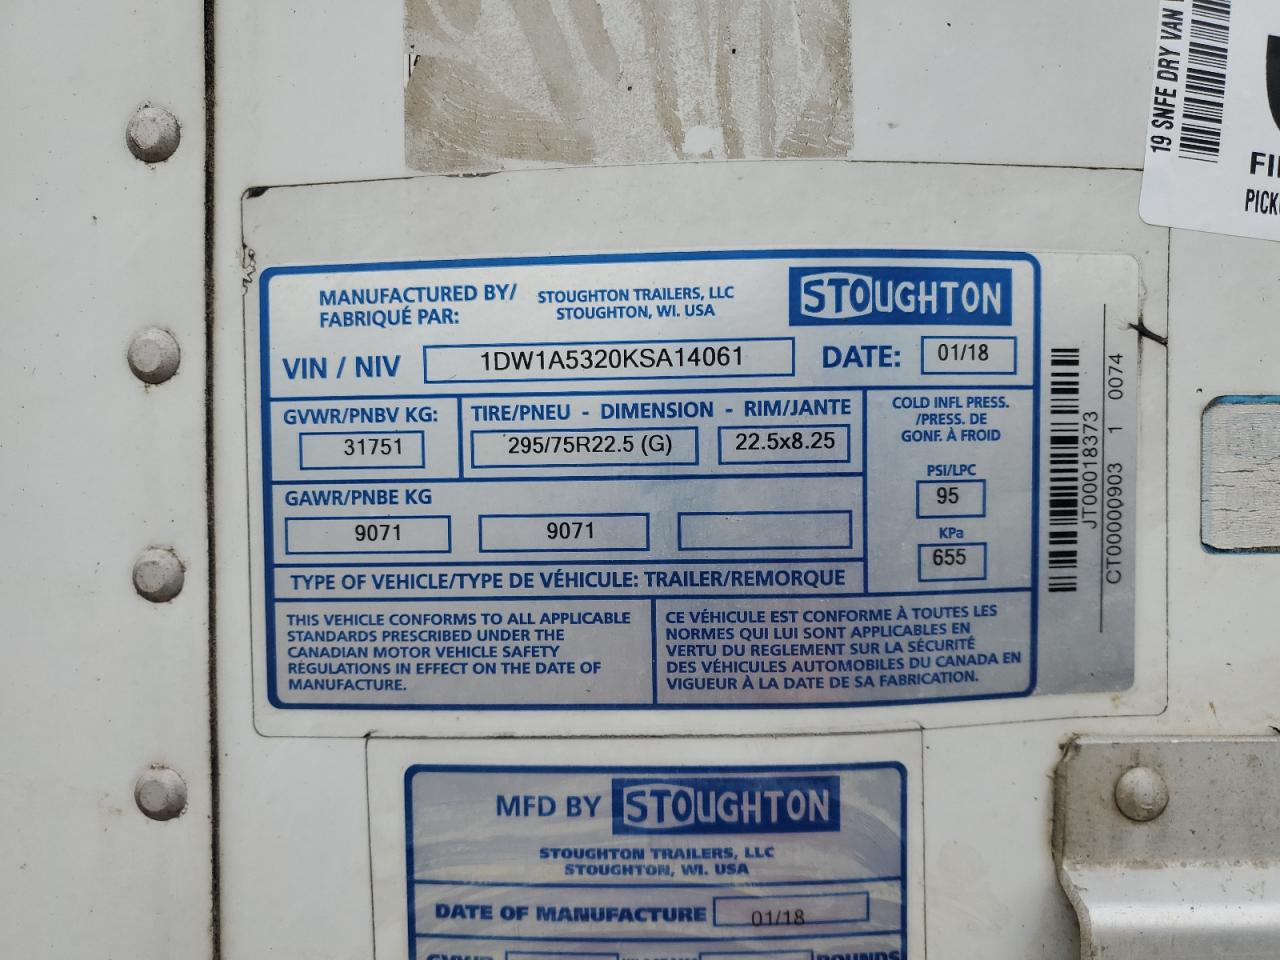 19 SNFE DRY VAN
PICK
MANUFACTURED BY/
FABRIQUÉ PAR:
STOUGHTON TRAILERS, LLC
STOUGHTON, WI. USA
STOUGHTON
VIN / NIV
1DW1A5320KSA14061
DATE:
01/18
GVWR/PNBV KG:
31751
TIRE/PNEU - DIMENSION - RIM/JANTE
295/75R22.5 (G)
22.5x8.25
COLD INFL PRESS.
/PRESS. DE
GONF. À FROID
PSI/LPC
95
KPa
655
GAWR/PNBE KG
9071
9071
TYPE OF VEHICLE/TYPE DE VÉHICULE: TRAILER/REMORQUE
THIS VEHICLE CONFORMS TO ALL APPLICABLE
STANDARDS PRESCRIBED UNDER THE
CANADIAN MOTOR VEHICLE SAFETY
REGULATIONS IN EFFECT ON THE DATE OF
MANUFACTURE.
CE VÉHICULE EST CONFORME À TOUTES LES
NORMES QUI LUI SONT APPLICABLES EN
VERTU DU REGLEMENT SUR LA SÉCURITÉ
DES VÉHICULES AUTOMOBILES DU CANADA EN
VIGUEUR À LA DATE DE SA FABRICATION.
JT00018373
CT00000903 1 0074
MFD BY STOUGHTON
STOUGHTON TRAILERS, LLC
STOUGHTON, WI. USA
DATE OF MANUFACTURE
01/18